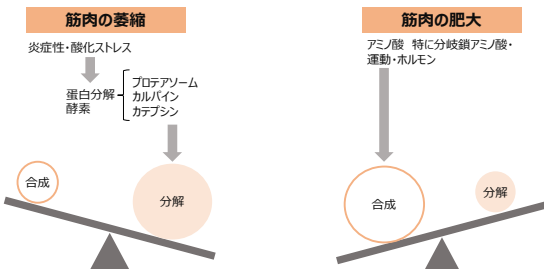 筋肉の萎縮
炎症性・酸化ストレス
蛋白分解
酵素
プロテアソーム
カルパイン
カテプシン
合成
分解
筋肉の肥大
アミノ酸 特に分岐鎖アミノ酸・
運動・ホルモン
合成
分解